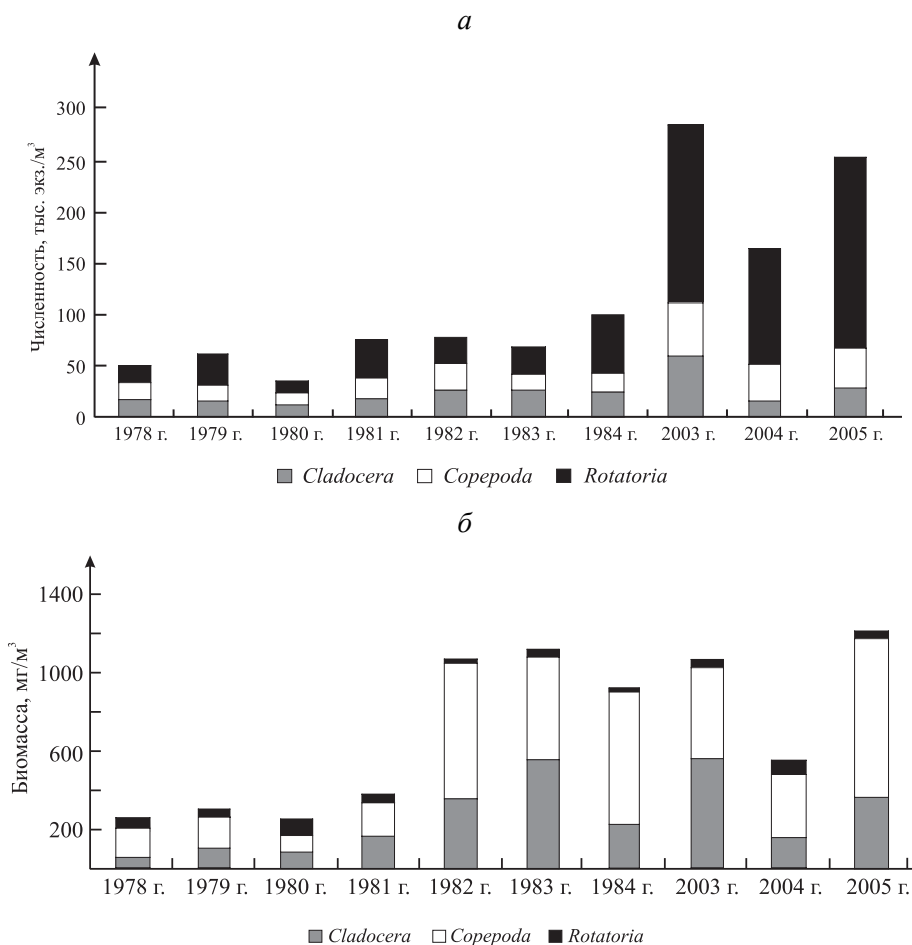 а
Численность, тыс. экз./м³
300
250
200
150
100
50
0
1978 г. 1979 г. 1980 г. 1981 г. 1982 г. 1983 г. 1984 г. 2003 г. 2004 г. 2005 г.
Cladocera Copepoda Rotatoria
б
Биомасса, мг/м³
1400
1000
600
200
1978 г. 1979 г. 1980 г. 1981 г. 1982 г. 1983 г. 1984 г. 2003 г. 2004 г. 2005 г.
Cladocera Copepoda Rotatoria